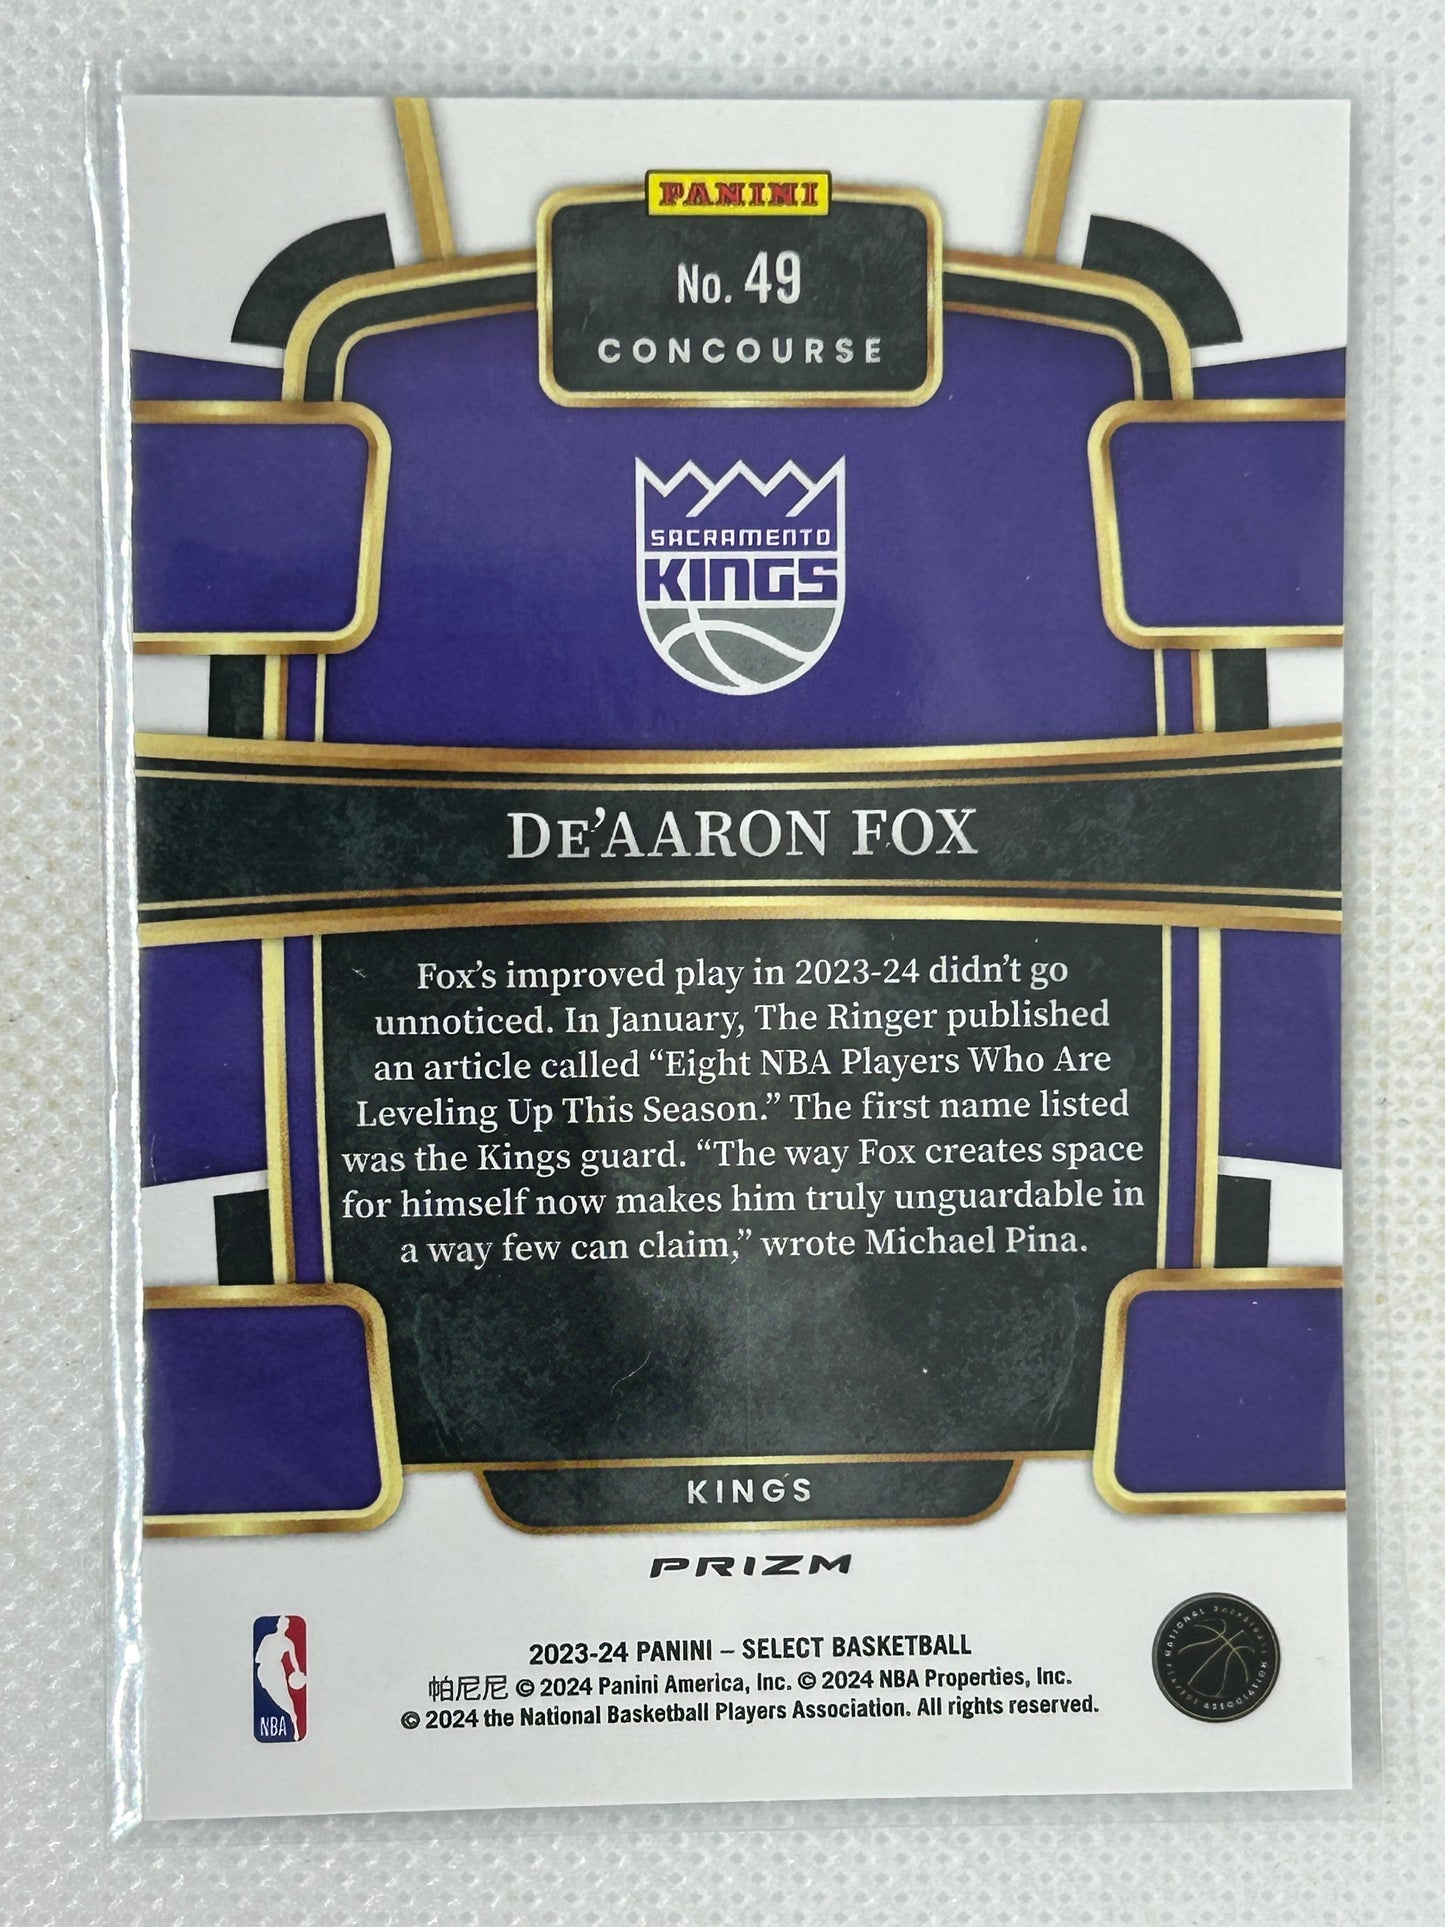 PANINI
No. 49
CONCOURSE
SACRAMENTO
KINGS
DE’AARON FOX
Fox’s improved play in 2023-24 didn’t go
unnoticed. In January, The Ringer published
an article called “Eight NBA Players Who Are
Leveling Up This Season.” The first name listed
was the Kings guard. “The way Fox creates space
for himself now makes him truly unguardable in
a way few can claim,” wrote Michael Pina.
KINGS
PRIZM
2023-24 PANINI – SELECT BASKETBALL
帕尼尼 © 2024 Panini America, Inc. © 2024 NBA Properties, Inc.
© 2024 the National Basketball Players Association. All rights reserved.
NBA